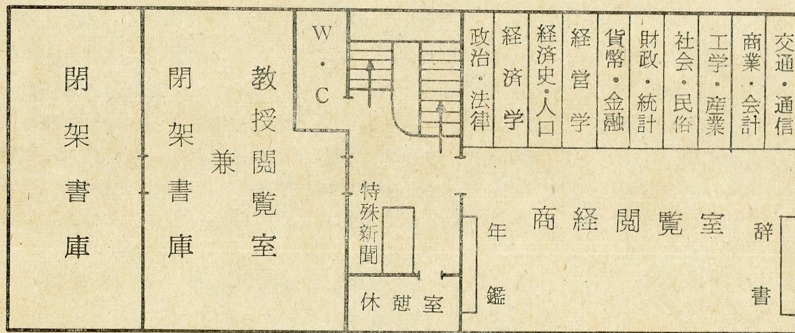 閉架書庫
教授閲覧室
兼
閉架書庫
W・C
特殊新聞
休憩室
政治・法律
経済学
経済史・人口
経営学
貨幣・金融
財政・統計
社会・民俗
工学・産業
商業・会計
交通・通信
商経閲覧室
年鑑
辞書